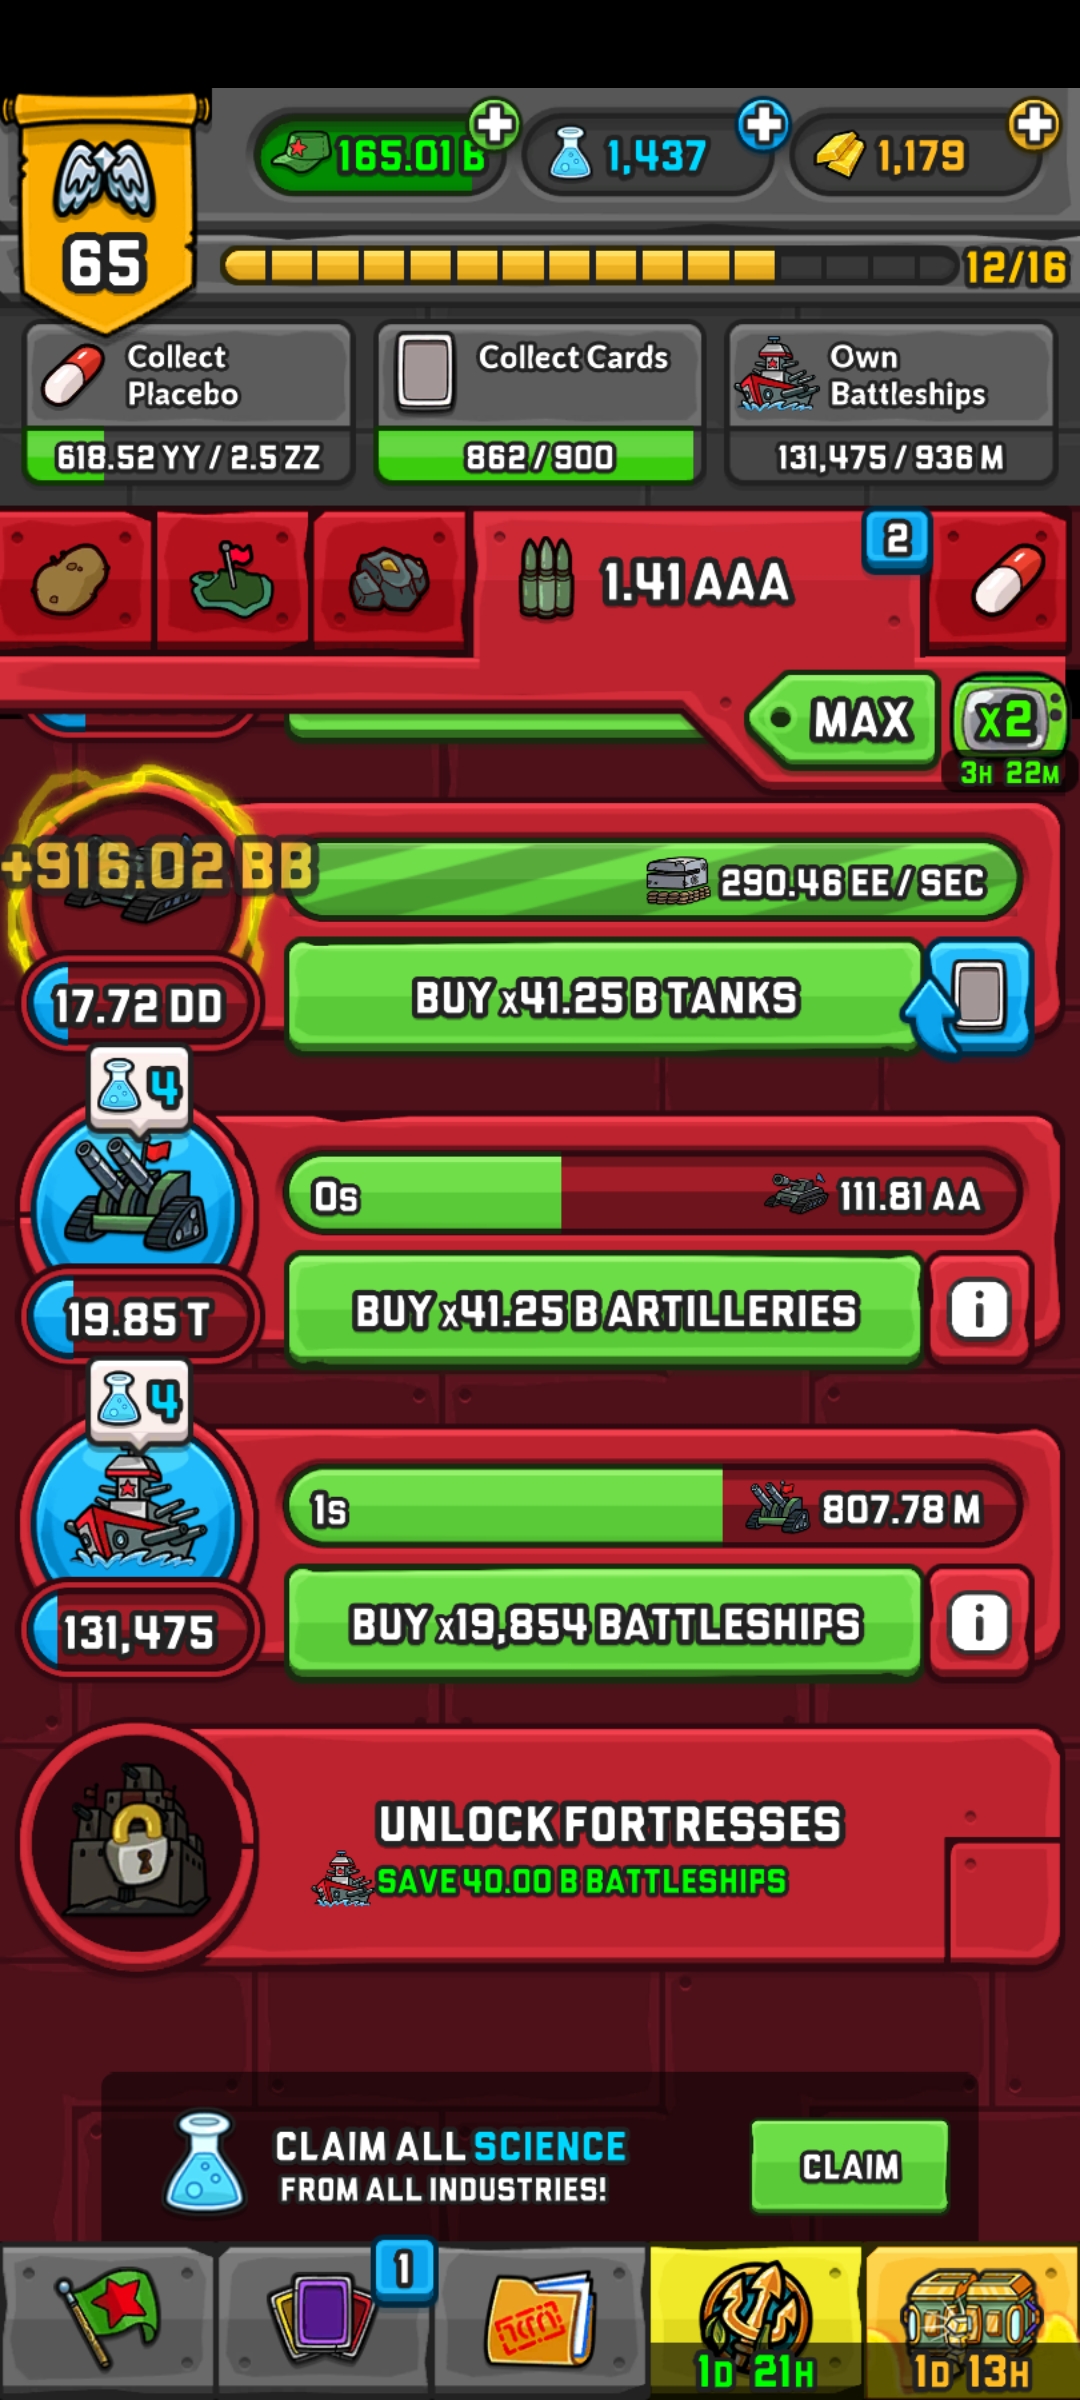 165.01 B
1,437
1,179
65
12/16
Collect
Placebo
618.52 YY / 2.5 ZZ
Collect Cards
862 / 900
Own
Battleships
131,475 / 936 M
1.41 AAA
2
MAX
x2
3H 22M
+916.02 BB
290.46 EE / SEC
17.72 DD
BUY x41.25 B TANKS
4
0s
111.81 AA
19.85 T
BUY x41.25 B ARTILLERIES
i
4
1s
807.78 M
131,475
BUY x19,854 BATTLESHIPS
i
UNLOCK FORTRESSES
SAVE 40.00 B BATTLESHIPS
CLAIM ALL SCIENCE
FROM ALL INDUSTRIES!
CLAIM
1
1D 21H
1D 13H